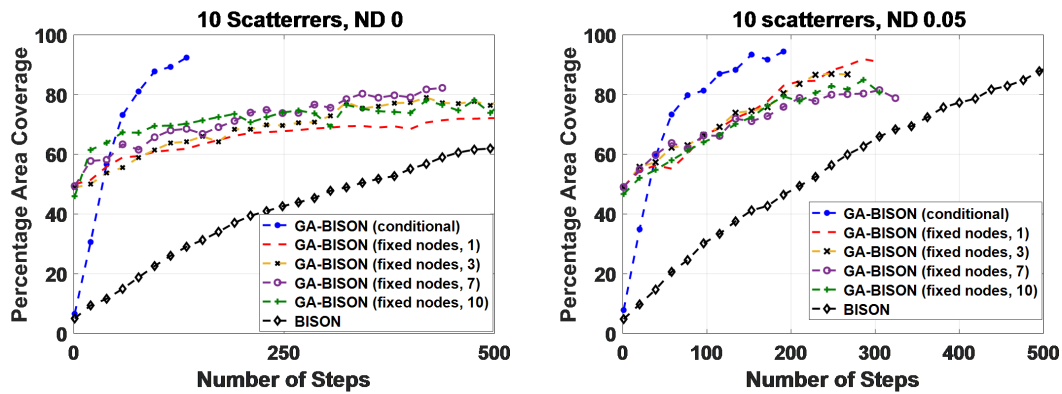 10 Scatterrers, ND 0
Percentage Area Coverage
100
80
60
40
20
0
0
250
500
Number of Steps
GA-BISON (conditional)
GA-BISON (fixed nodes, 1)
GA-BISON (fixed nodes, 3)
GA-BISON (fixed nodes, 7)
GA-BISON (fixed nodes, 10)
BISON
10 scatterrers, ND 0.05
Percentage Area Coverage
100
80
60
40
20
0
0
100
200
300
400
500
Number of Steps
GA-BISON (conditional)
GA-BISON (fixed nodes, 1)
GA-BISON (fixed nodes, 3)
GA-BISON (fixed nodes, 7)
GA-BISON (fixed nodes, 10)
BISON